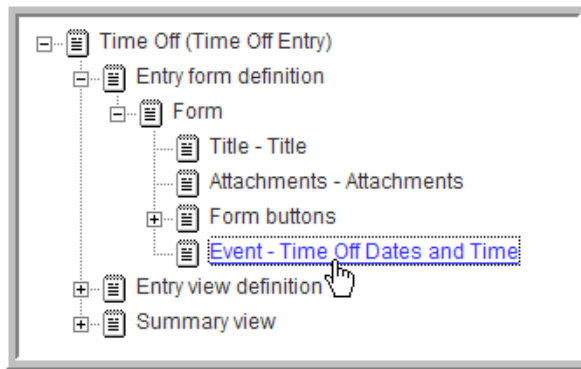 Time Off (Time Off Entry)
Entry form definition
Form
Title - Title
Attachments - Attachments
Form buttons
Event - Time Off Dates and Time
Entry view definition
Summary view